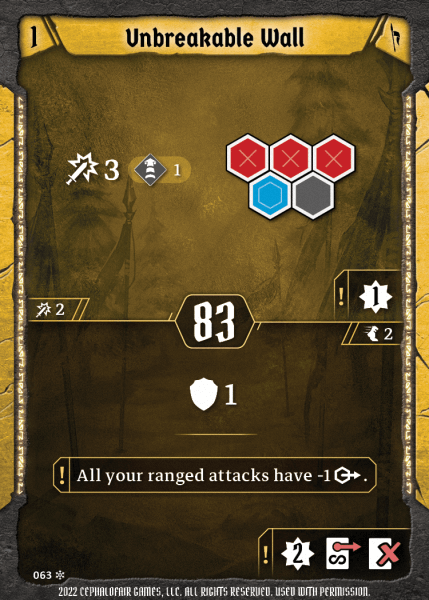 1 Unbreakable Wall
3 1
! 1
2 83 2
1
! All your ranged attacks have -1 .
! 2
063
2022 CEPHALOFAIR GAMES, LLC. ALL RIGHTS RESERVED. USED WITH PERMISSION.